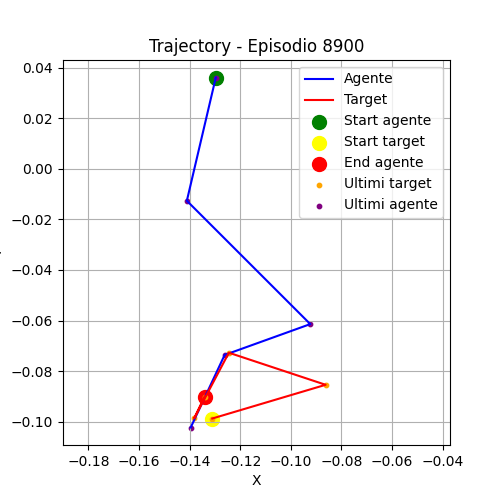 Trajectory - Episodio 8900
0.04
0.02
0.00
−0.02
−0.04
−0.06
−0.08
−0.10
Agente
Target
Start agente
Start target
End agente
Ultimi target
Ultimi agente
−0.18 −0.16 −0.14 −0.12 −0.10 −0.08 −0.06 −0.04
X